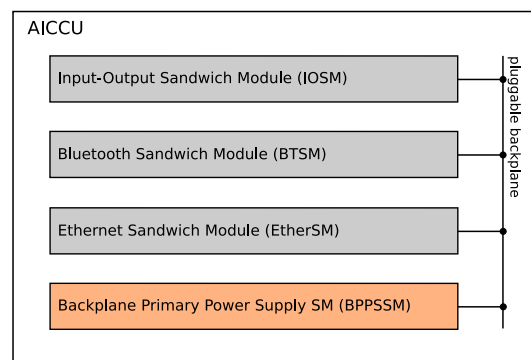 AICCU
Input-Output Sandwich Module (IOSM)
Bluetooth Sandwich Module (BTSM)
Ethernet Sandwich Module (EtherSM)
Backplane Primary Power Supply SM (BPPSSM)
pluggable backplane